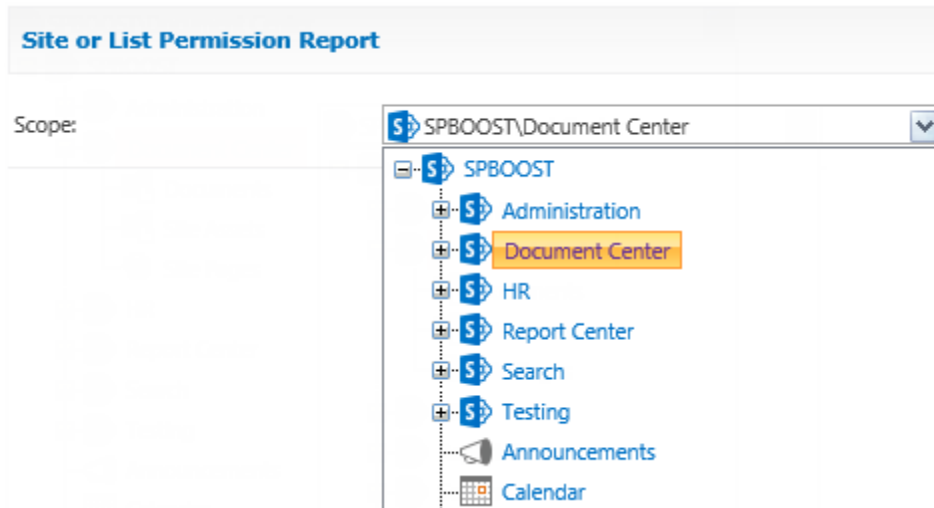 Site or List Permission Report
Scope:
SPBOOST\Document Center
SPBOOST
Administration
Document Center
HR
Report Center
Search
Testing
Announcements
Calendar